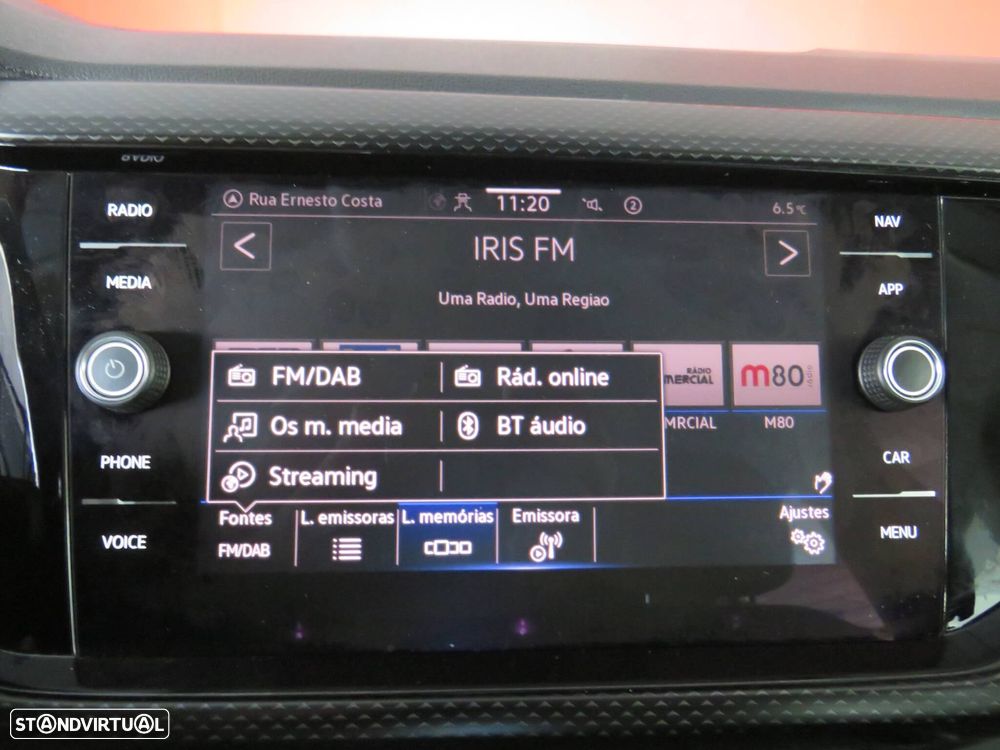 RADIO
MEDIA
PHONE
VOICE
Rua Ernesto Costa 11:20 2 6.5°C
IRIS FM
Uma Radio, Uma Regiao
RÁDIO
MERCIAL
m80
MRCIAL M80
FM/DAB Rád. online
Os m. media BT áudio
Streaming
Fontes L. emissoras L. memórias Emissora Ajustes
FM/DAB
NAV
APP
CAR
MENU
STANDVIRTUAL